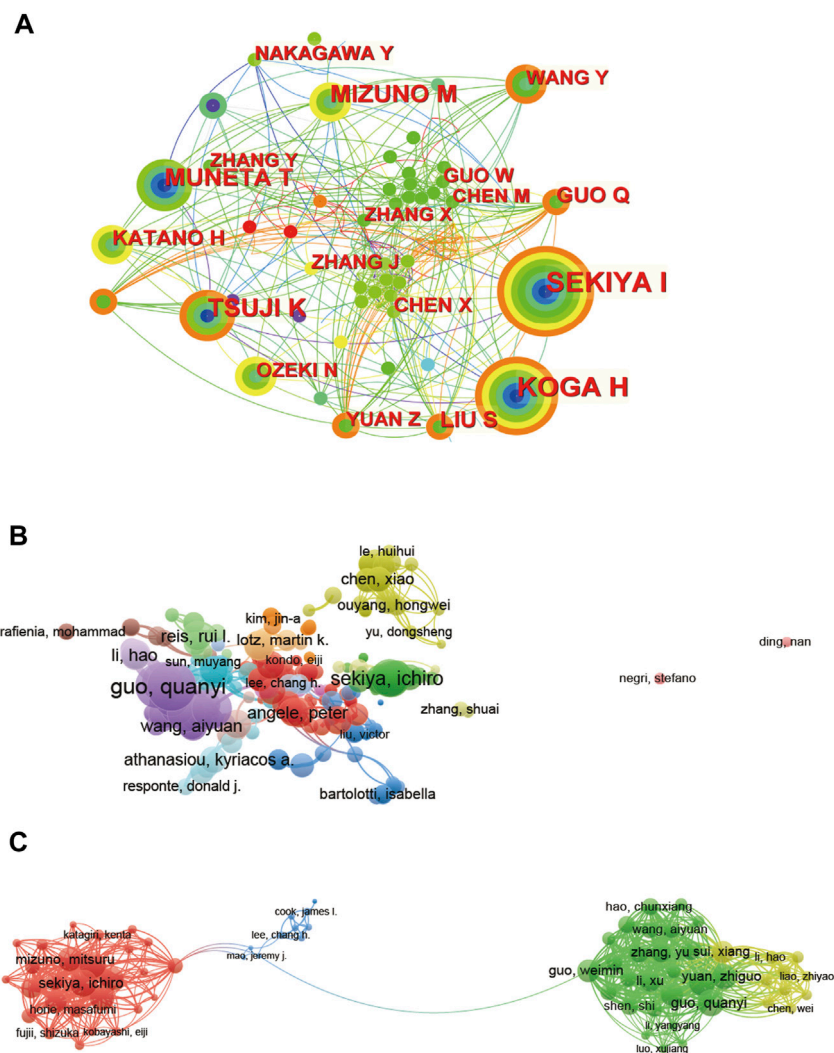 A
NAKAGAWA Y
MIZUNO M
WANG Y
ZHANG Y
MUNETA T
GUO W
CHEN M
GUO Q
ZHANG X
KATANO H
ZHANG J
SEKIYA I
TSUJI K
CHEN X
OZEKI N
KOGA H
YUAN Z
LIU S
B
le, huihui
chen, xiao
ouyang, hongwei
kim, jin-a
rafienia, mohammad
reis, rui l.
lotz, martin k.
yu, dongsheng
ding, nan
li, hao
sun, muyang
kondo, eiji
guo, quanyi
lee, chang h.
sekiya, ichiro
negri, stefano
wang, aiyuan
angele, peter
zhang, shuai
liu, victor
athanasiou, kyriacos a.
responte, donald j.
bartolotti, isabella
C
cook, james l.
hao, chunxiang
katagiri, kenta
lee, chang h.
wang, aiyuan
mizuno, mitsuru
mao, jeremy j.
zhang, yu
sui, xiang
li, hao
guo, weimin
sekiya, ichiro
li, xu
yuan, zhiguo
liao, zhiyao
horie, masafumi
shen, shi
guo, quanyi
chen, wei
fujii, shizuka
kobayashi, eiji
li, yangyang
luo, xujiang